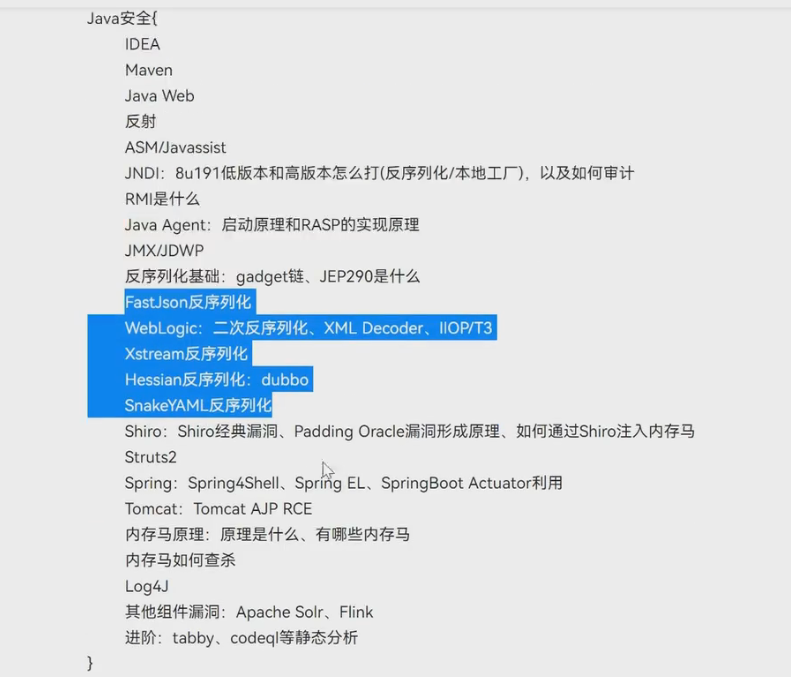 Java安全{
IDEA
Maven
Java Web
反射
ASM/Javassist
JNDI：8u191低版本和高版本怎么打(反序列化/本地工厂)，以及如何审计
RMI是什么
Java Agent：启动原理和RASP的实现原理
JMX/JDWP
反序列化基础：gadget链、JEP290是什么
FastJson反序列化
WebLogic：二次反序列化、XML Decoder、IIOP/T3
Xstream反序列化
Hessian反序列化：dubbo
SnakeYAML反序列化
Shiro：Shiro经典漏洞、Padding Oracle漏洞形成原理、如何通过Shiro注入内存马
Struts2
Spring：Spring4Shell、Spring EL、SpringBoot Actuator利用
Tomcat：Tomcat AJP RCE
内存马原理：原理是什么、有哪些内存马
内存马如何查杀
Log4J
其他组件漏洞：Apache Solr、Flink
进阶：tabby、codeql等静态分析
}